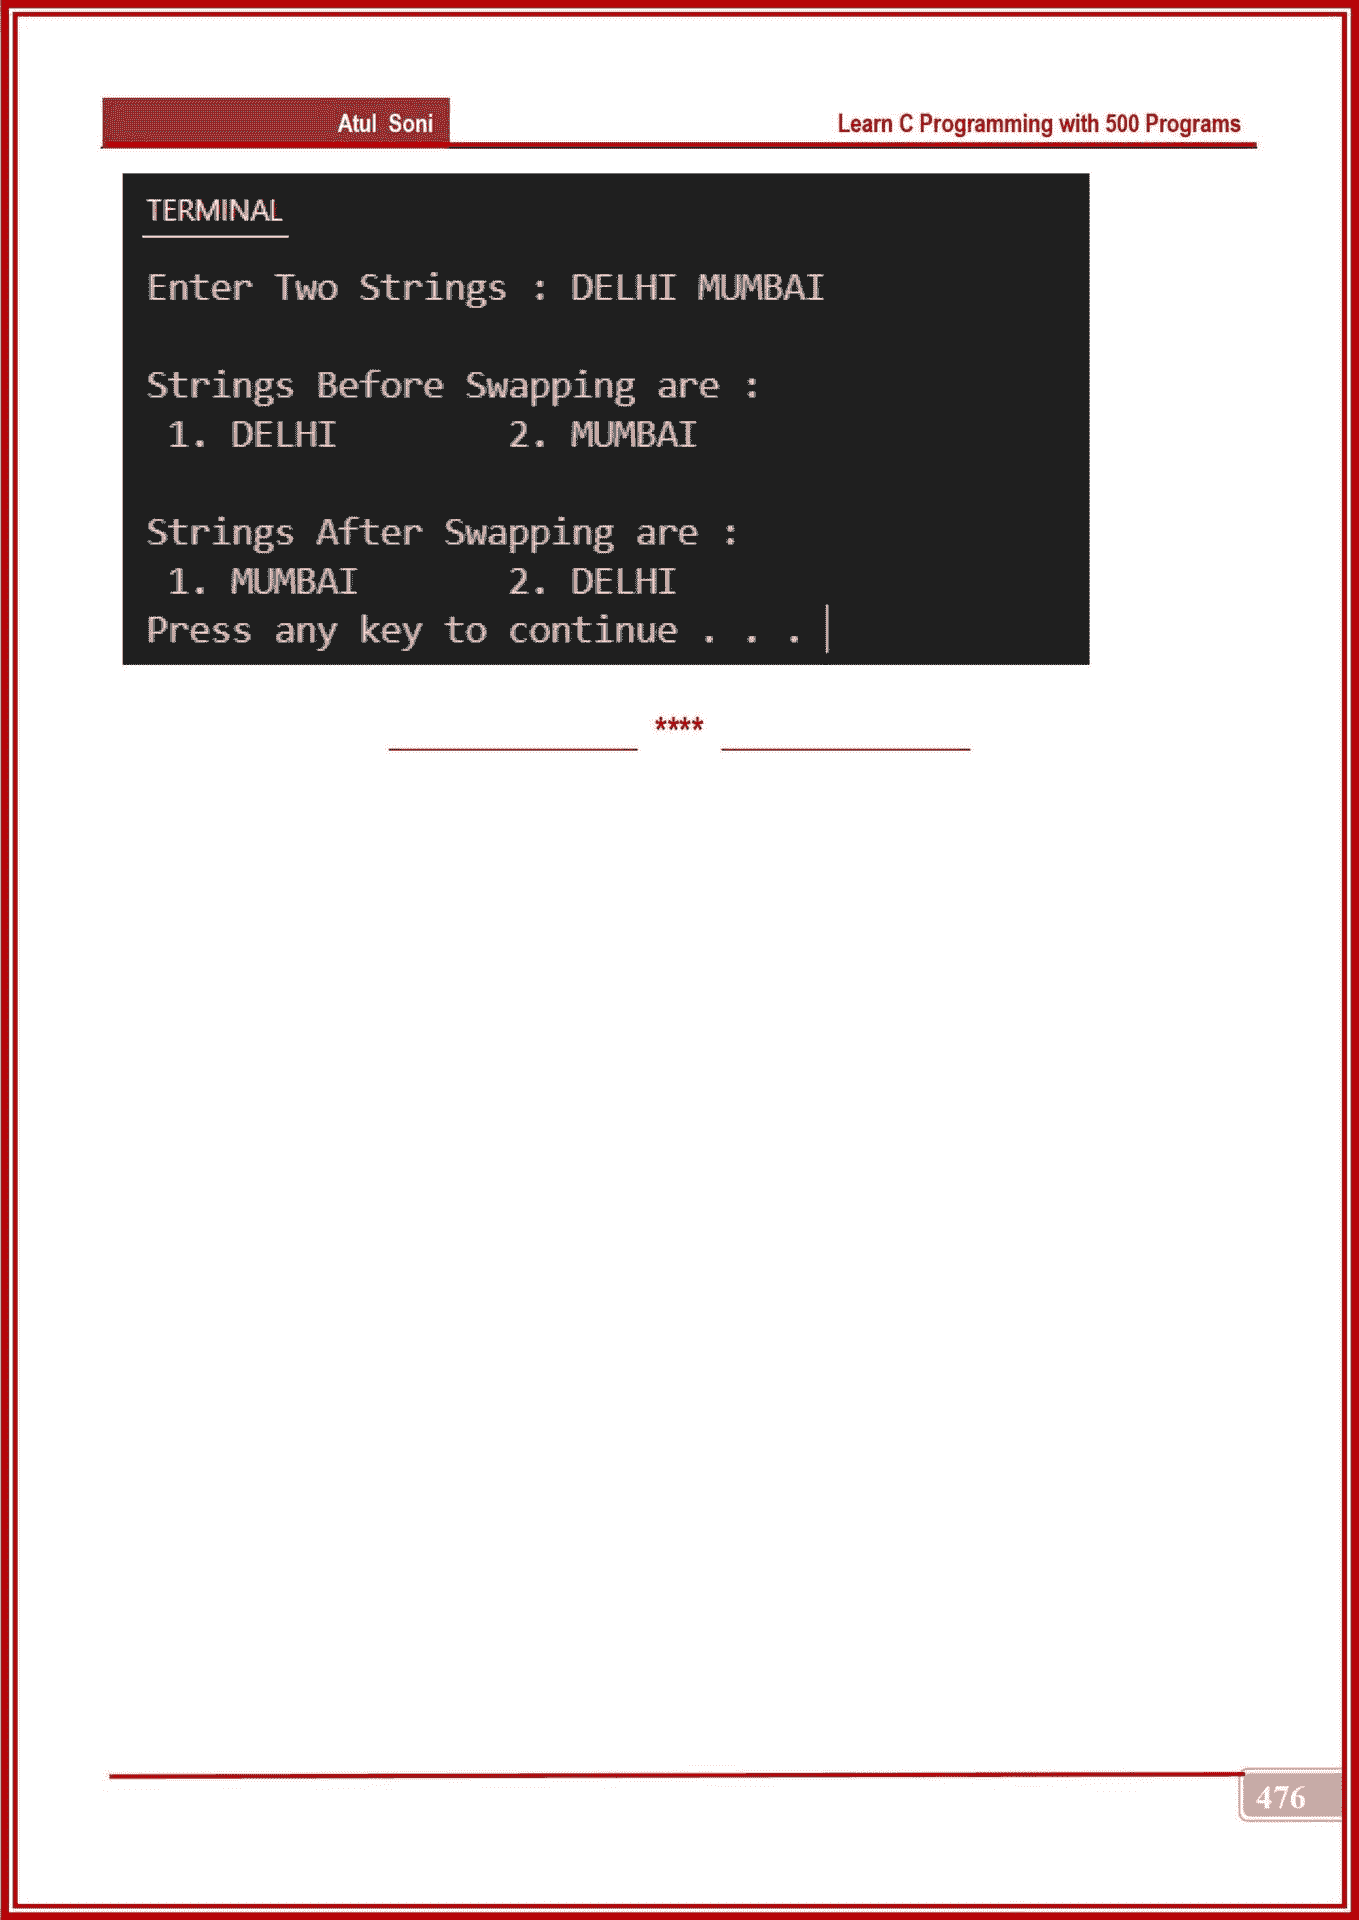 Atul Soni
Learn C Programming with 500 Programs
TERMINAL
Enter Two Strings : DELHI MUMBAI
Strings Before Swapping are :
1. DELHI 2. MUMBAI
Strings After Swapping are :
1. MUMBAI 2. DELHI
Press any key to continue . . .
****
476